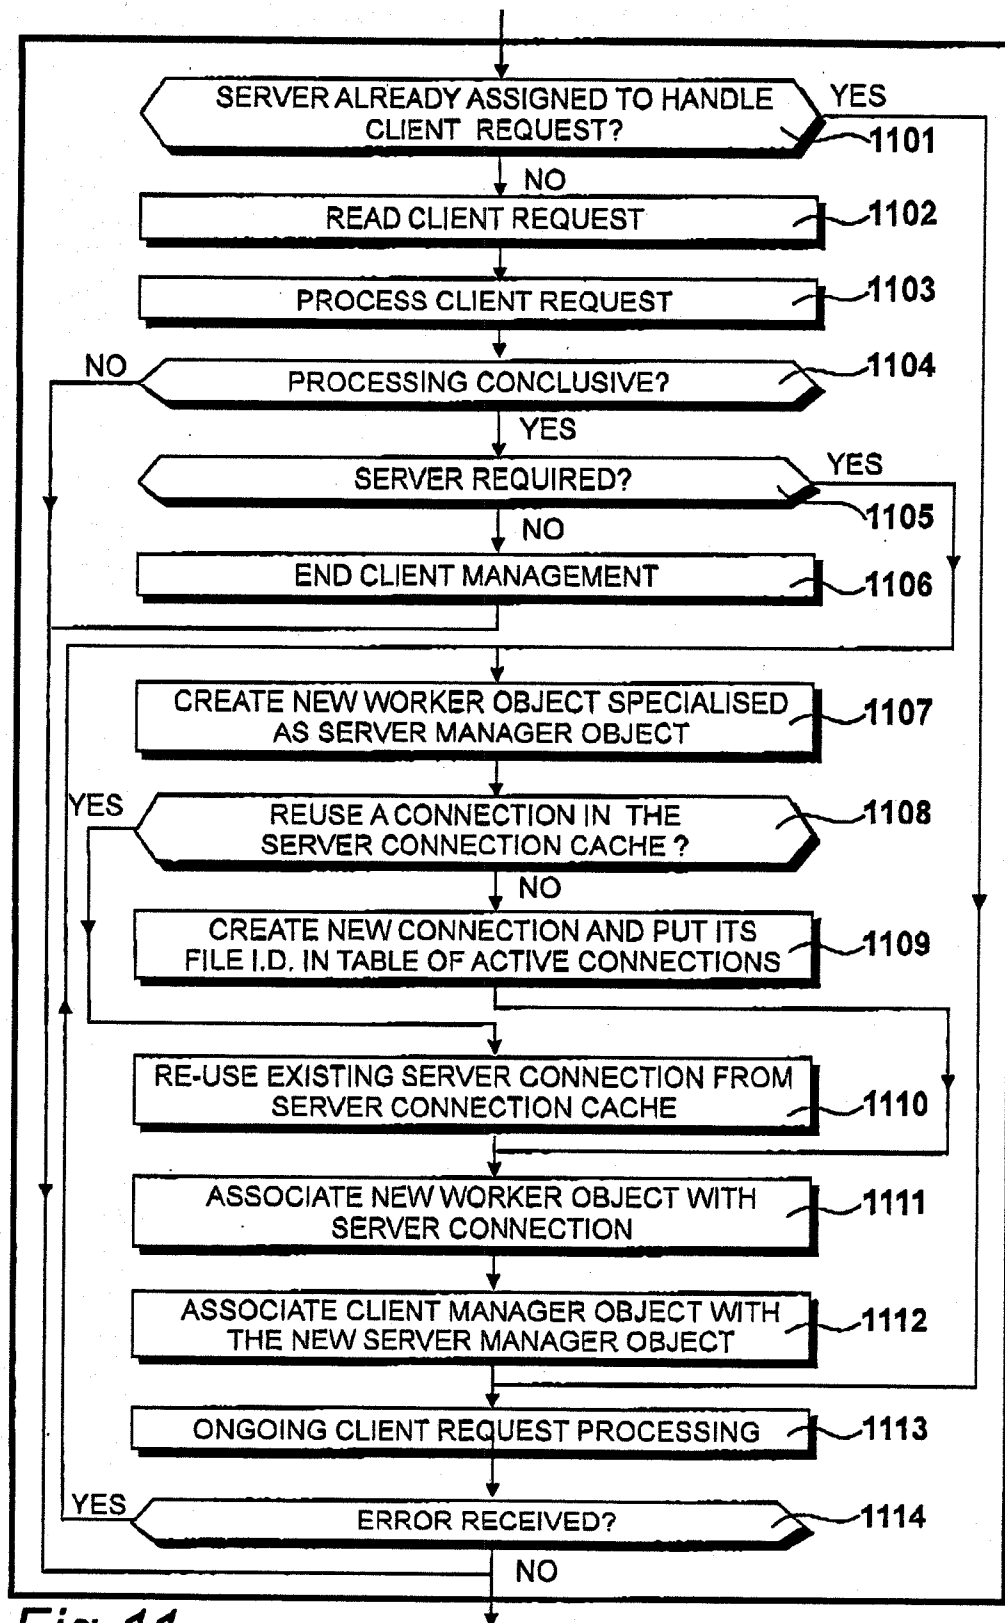 SERVER ALREADY ASSIGNED TO HANDLE
CLIENT REQUEST?
YES
1101
NO
READ CLIENT REQUEST
1102
PROCESS CLIENT REQUEST
1103
NO
PROCESSING CONCLUSIVE?
1104
YES
SERVER REQUIRED?
YES
1105
NO
END CLIENT MANAGEMENT
1106
CREATE NEW WORKER OBJECT SPECIALISED
AS SERVER MANAGER OBJECT
1107
YES
REUSE A CONNECTION IN THE
SERVER CONNECTION CACHE ?
1108
NO
CREATE NEW CONNECTION AND PUT ITS
FILE I.D. IN TABLE OF ACTIVE CONNECTIONS
1109
RE-USE EXISTING SERVER CONNECTION FROM
SERVER CONNECTION CACHE
1110
ASSOCIATE NEW WORKER OBJECT WITH
SERVER CONNECTION
1111
ASSOCIATE CLIENT MANAGER OBJECT WITH
THE NEW SERVER MANAGER OBJECT
1112
ONGOING CLIENT REQUEST PROCESSING
1113
YES
ERROR RECEIVED?
1114
NO
Fig 11